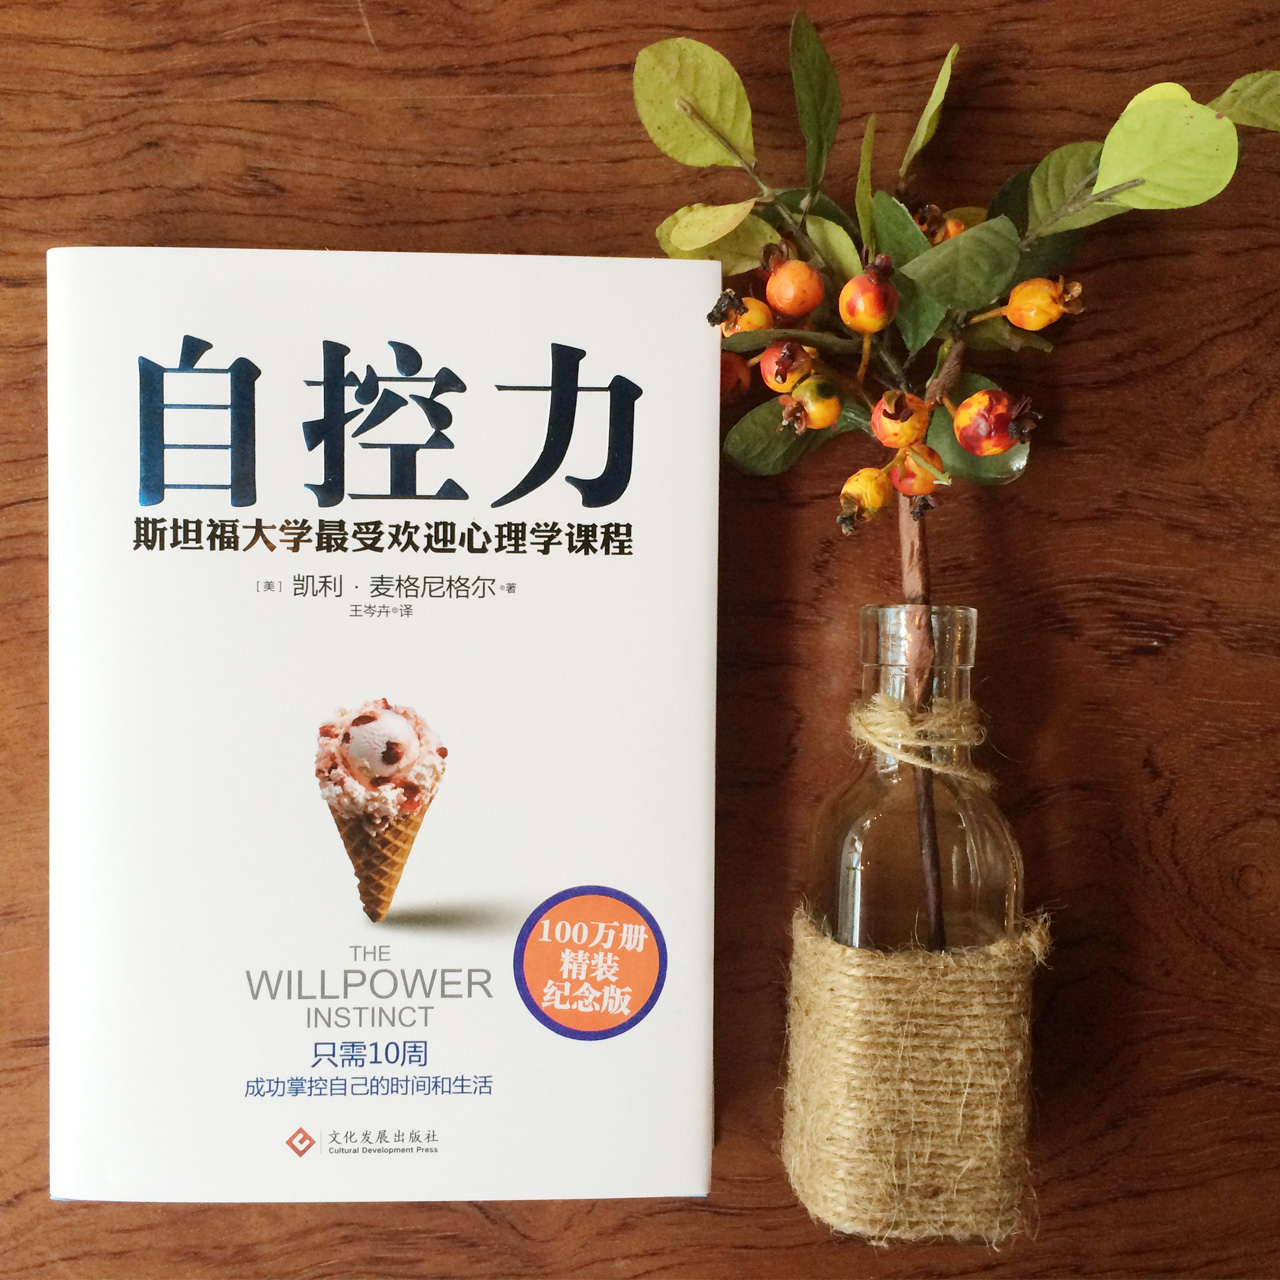 自控力
斯坦福大学最受欢迎心理学课程
[美] 凯利·麦格尼格尔◎著
王岑卉◎译
THE
WILLPOWER
INSTINCT
100万册
精装
纪念版
只需10周
成功掌控自己的时间和生活
文化发展出版社
Cultural Development Press